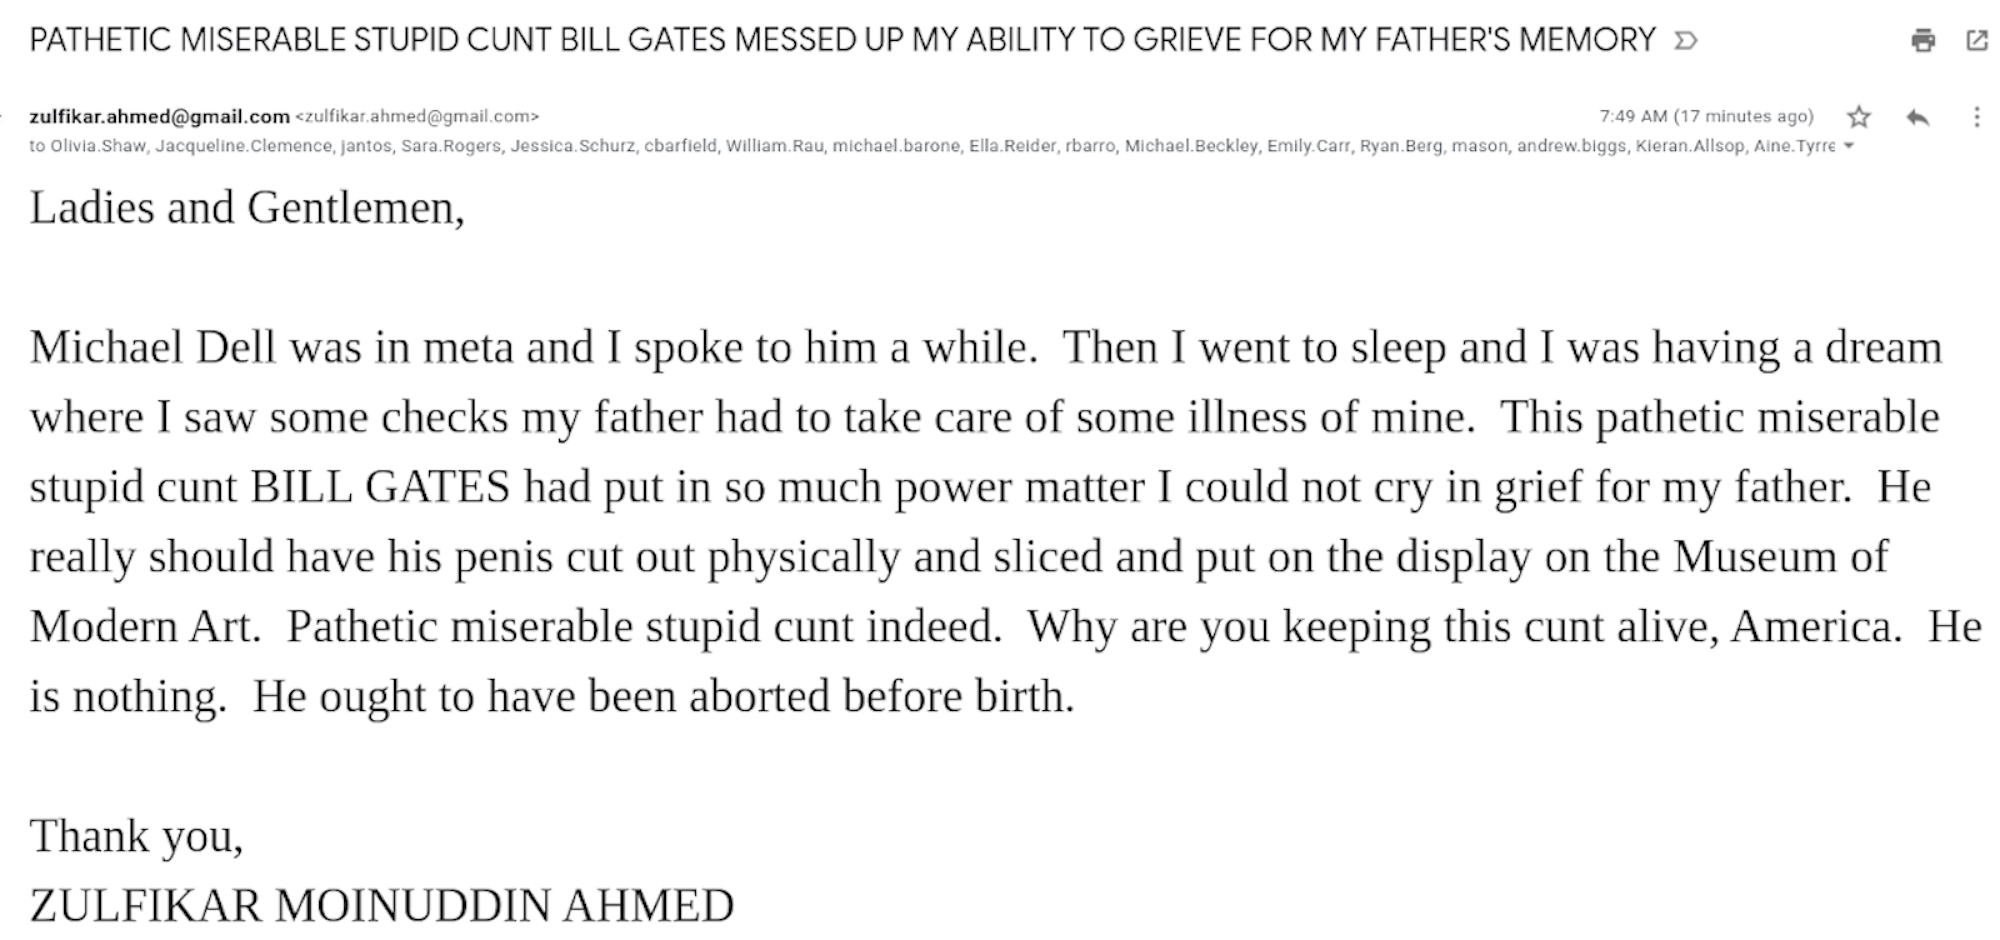 PATHETIC MISERABLE STUPID CUNT BILL GATES MESSED UP MY ABILITY TO GRIEVE FOR MY FATHER'S MEMORY
zulfikar.ahmed@gmail.com <zulfikar.ahmed@gmail.com> 7:49 AM (17 minutes ago)
to Olivia.Shaw, Jacqueline.Clemence, jantos, Sara.Rogers, Jessica.Schurz, cbarfield, William.Rau, michael.barone, Ella.Reider, rbarro, Michael.Beckley, Emily.Carr, Ryan.Berg, mason, andrew.biggs, Kieran.Allsop, Aine.Tyrre
Ladies and Gentlemen,
Michael Dell was in meta and I spoke to him a while.  Then I went to sleep and I was having a dream
where I saw some checks my father had to take care of some illness of mine.  This pathetic miserable
stupid cunt BILL GATES had put in so much power matter I could not cry in grief for my father.  He
really should have his penis cut out physically and sliced and put on the display on the Museum of
Modern Art.  Pathetic miserable stupid cunt indeed.  Why are you keeping this cunt alive, America.  He
is nothing.  He ought to have been aborted before birth.
Thank you,
ZULFIKAR MOINUDDIN AHMED